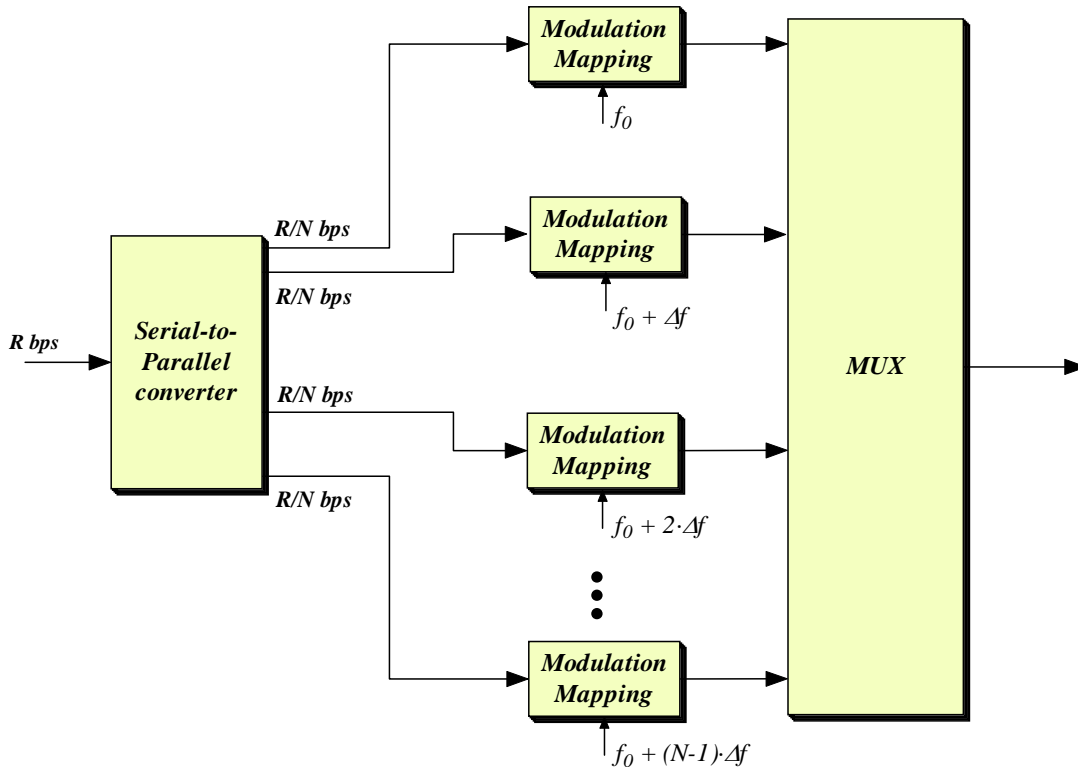 Modulation
Mapping
f0
R/N bps
Modulation
Mapping
R/N bps
f0 + Δf
R bps
Serial-to-
Parallel
converter
MUX
R/N bps
Modulation
Mapping
R/N bps
f0 + 2·Δf
Modulation
Mapping
f0 + (N-1)·Δf